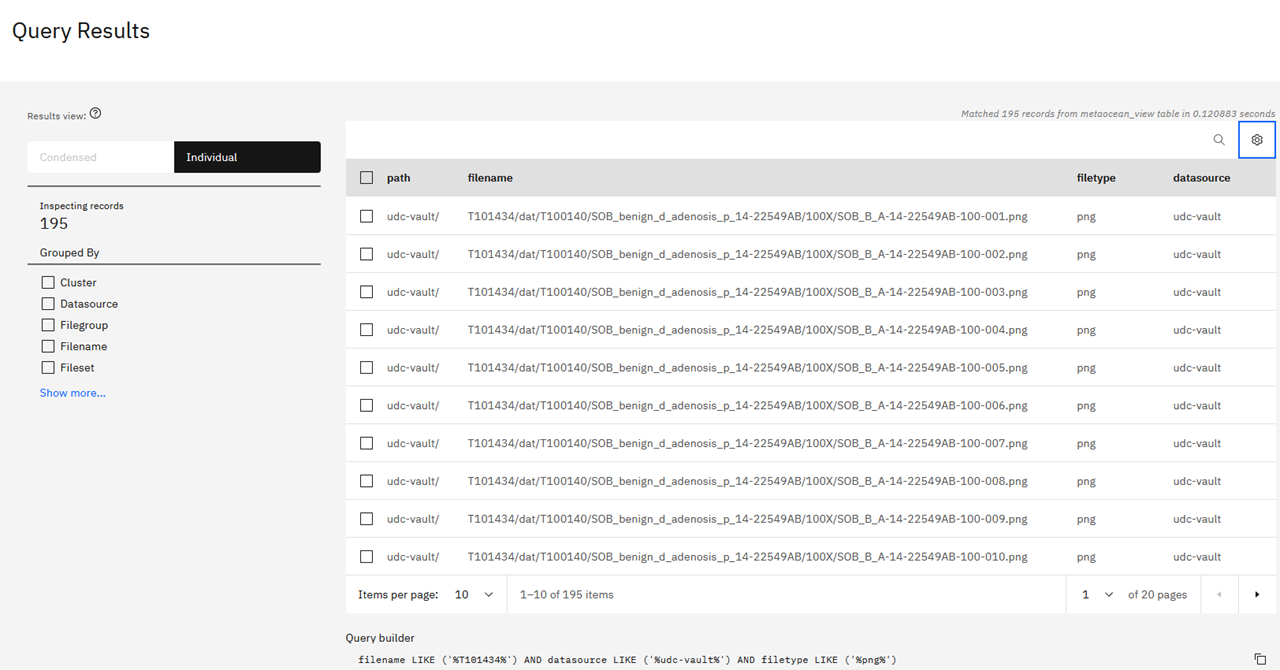 Query Results
Results view:
Matched 195 records from metaocean_view table in 0.120883 seconds
Condensed
Individual
Inspecting records
195
Grouped By
Cluster
Datasource
Filegroup
Filename
Fileset
Show more...
path filename filetype datasource
udc-vault/ T101434/dat/T100140/SOB_benign_d_adenosis_p_14-22549AB/100X/SOB_B_A-14-22549AB-100-001.png png udc-vault
udc-vault/ T101434/dat/T100140/SOB_benign_d_adenosis_p_14-22549AB/100X/SOB_B_A-14-22549AB-100-002.png png udc-vault
udc-vault/ T101434/dat/T100140/SOB_benign_d_adenosis_p_14-22549AB/100X/SOB_B_A-14-22549AB-100-003.png png udc-vault
udc-vault/ T101434/dat/T100140/SOB_benign_d_adenosis_p_14-22549AB/100X/SOB_B_A-14-22549AB-100-004.png png udc-vault
udc-vault/ T101434/dat/T100140/SOB_benign_d_adenosis_p_14-22549AB/100X/SOB_B_A-14-22549AB-100-005.png png udc-vault
udc-vault/ T101434/dat/T100140/SOB_benign_d_adenosis_p_14-22549AB/100X/SOB_B_A-14-22549AB-100-006.png png udc-vault
udc-vault/ T101434/dat/T100140/SOB_benign_d_adenosis_p_14-22549AB/100X/SOB_B_A-14-22549AB-100-007.png png udc-vault
udc-vault/ T101434/dat/T100140/SOB_benign_d_adenosis_p_14-22549AB/100X/SOB_B_A-14-22549AB-100-008.png png udc-vault
udc-vault/ T101434/dat/T100140/SOB_benign_d_adenosis_p_14-22549AB/100X/SOB_B_A-14-22549AB-100-009.png png udc-vault
udc-vault/ T101434/dat/T100140/SOB_benign_d_adenosis_p_14-22549AB/100X/SOB_B_A-14-22549AB-100-010.png png udc-vault
Items per page: 10 1–10 of 195 items 1 of 20 pages
Query builder
filename LIKE ('%T101434%') AND datasource LIKE ('%udc-vault%') AND filetype LIKE ('%png%')